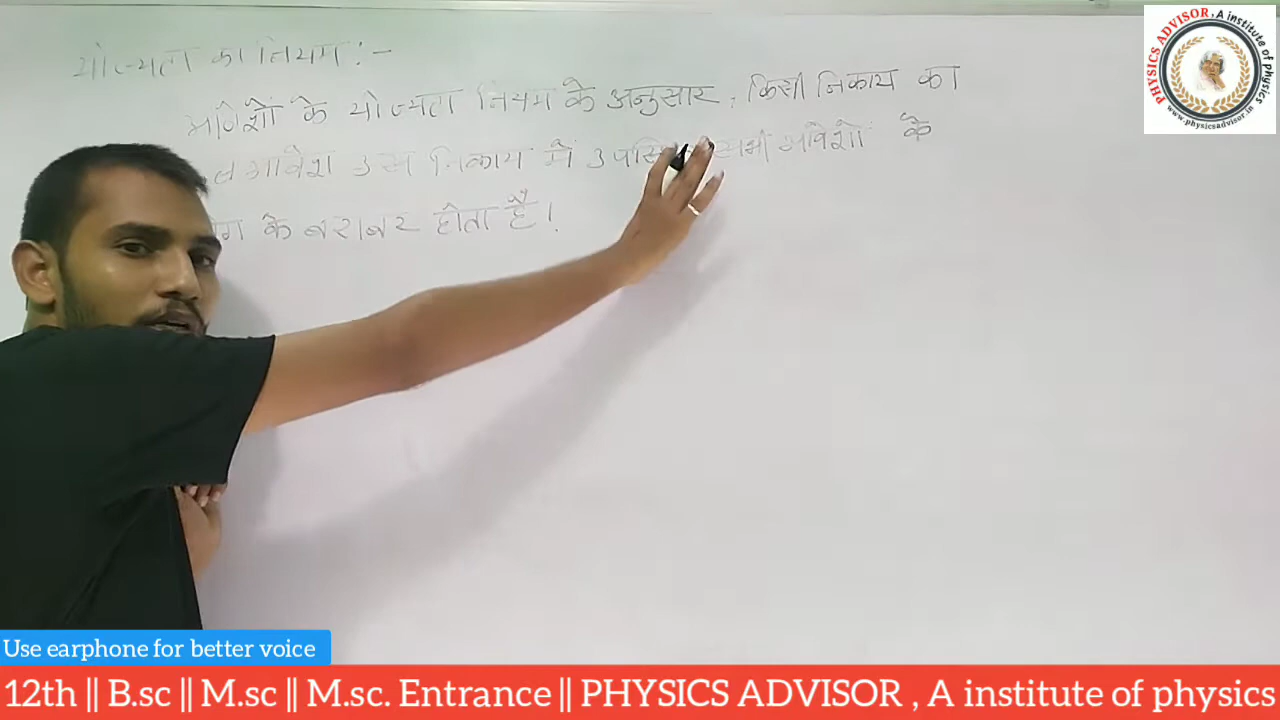 योज्यता का नियम :-
आवेशों के योज्यता नियम के अनुसार, किसी निकाय का
आवेश उस निकाय में सभी आवेशों के
के बराबर होता है।
PHYSICS ADVISOR, A institute of physics
www.physicsadvisor.in
Use earphone for better voice
12th || B.sc || M.sc || M.sc. Entrance || PHYSICS ADVISOR , A institute of physics